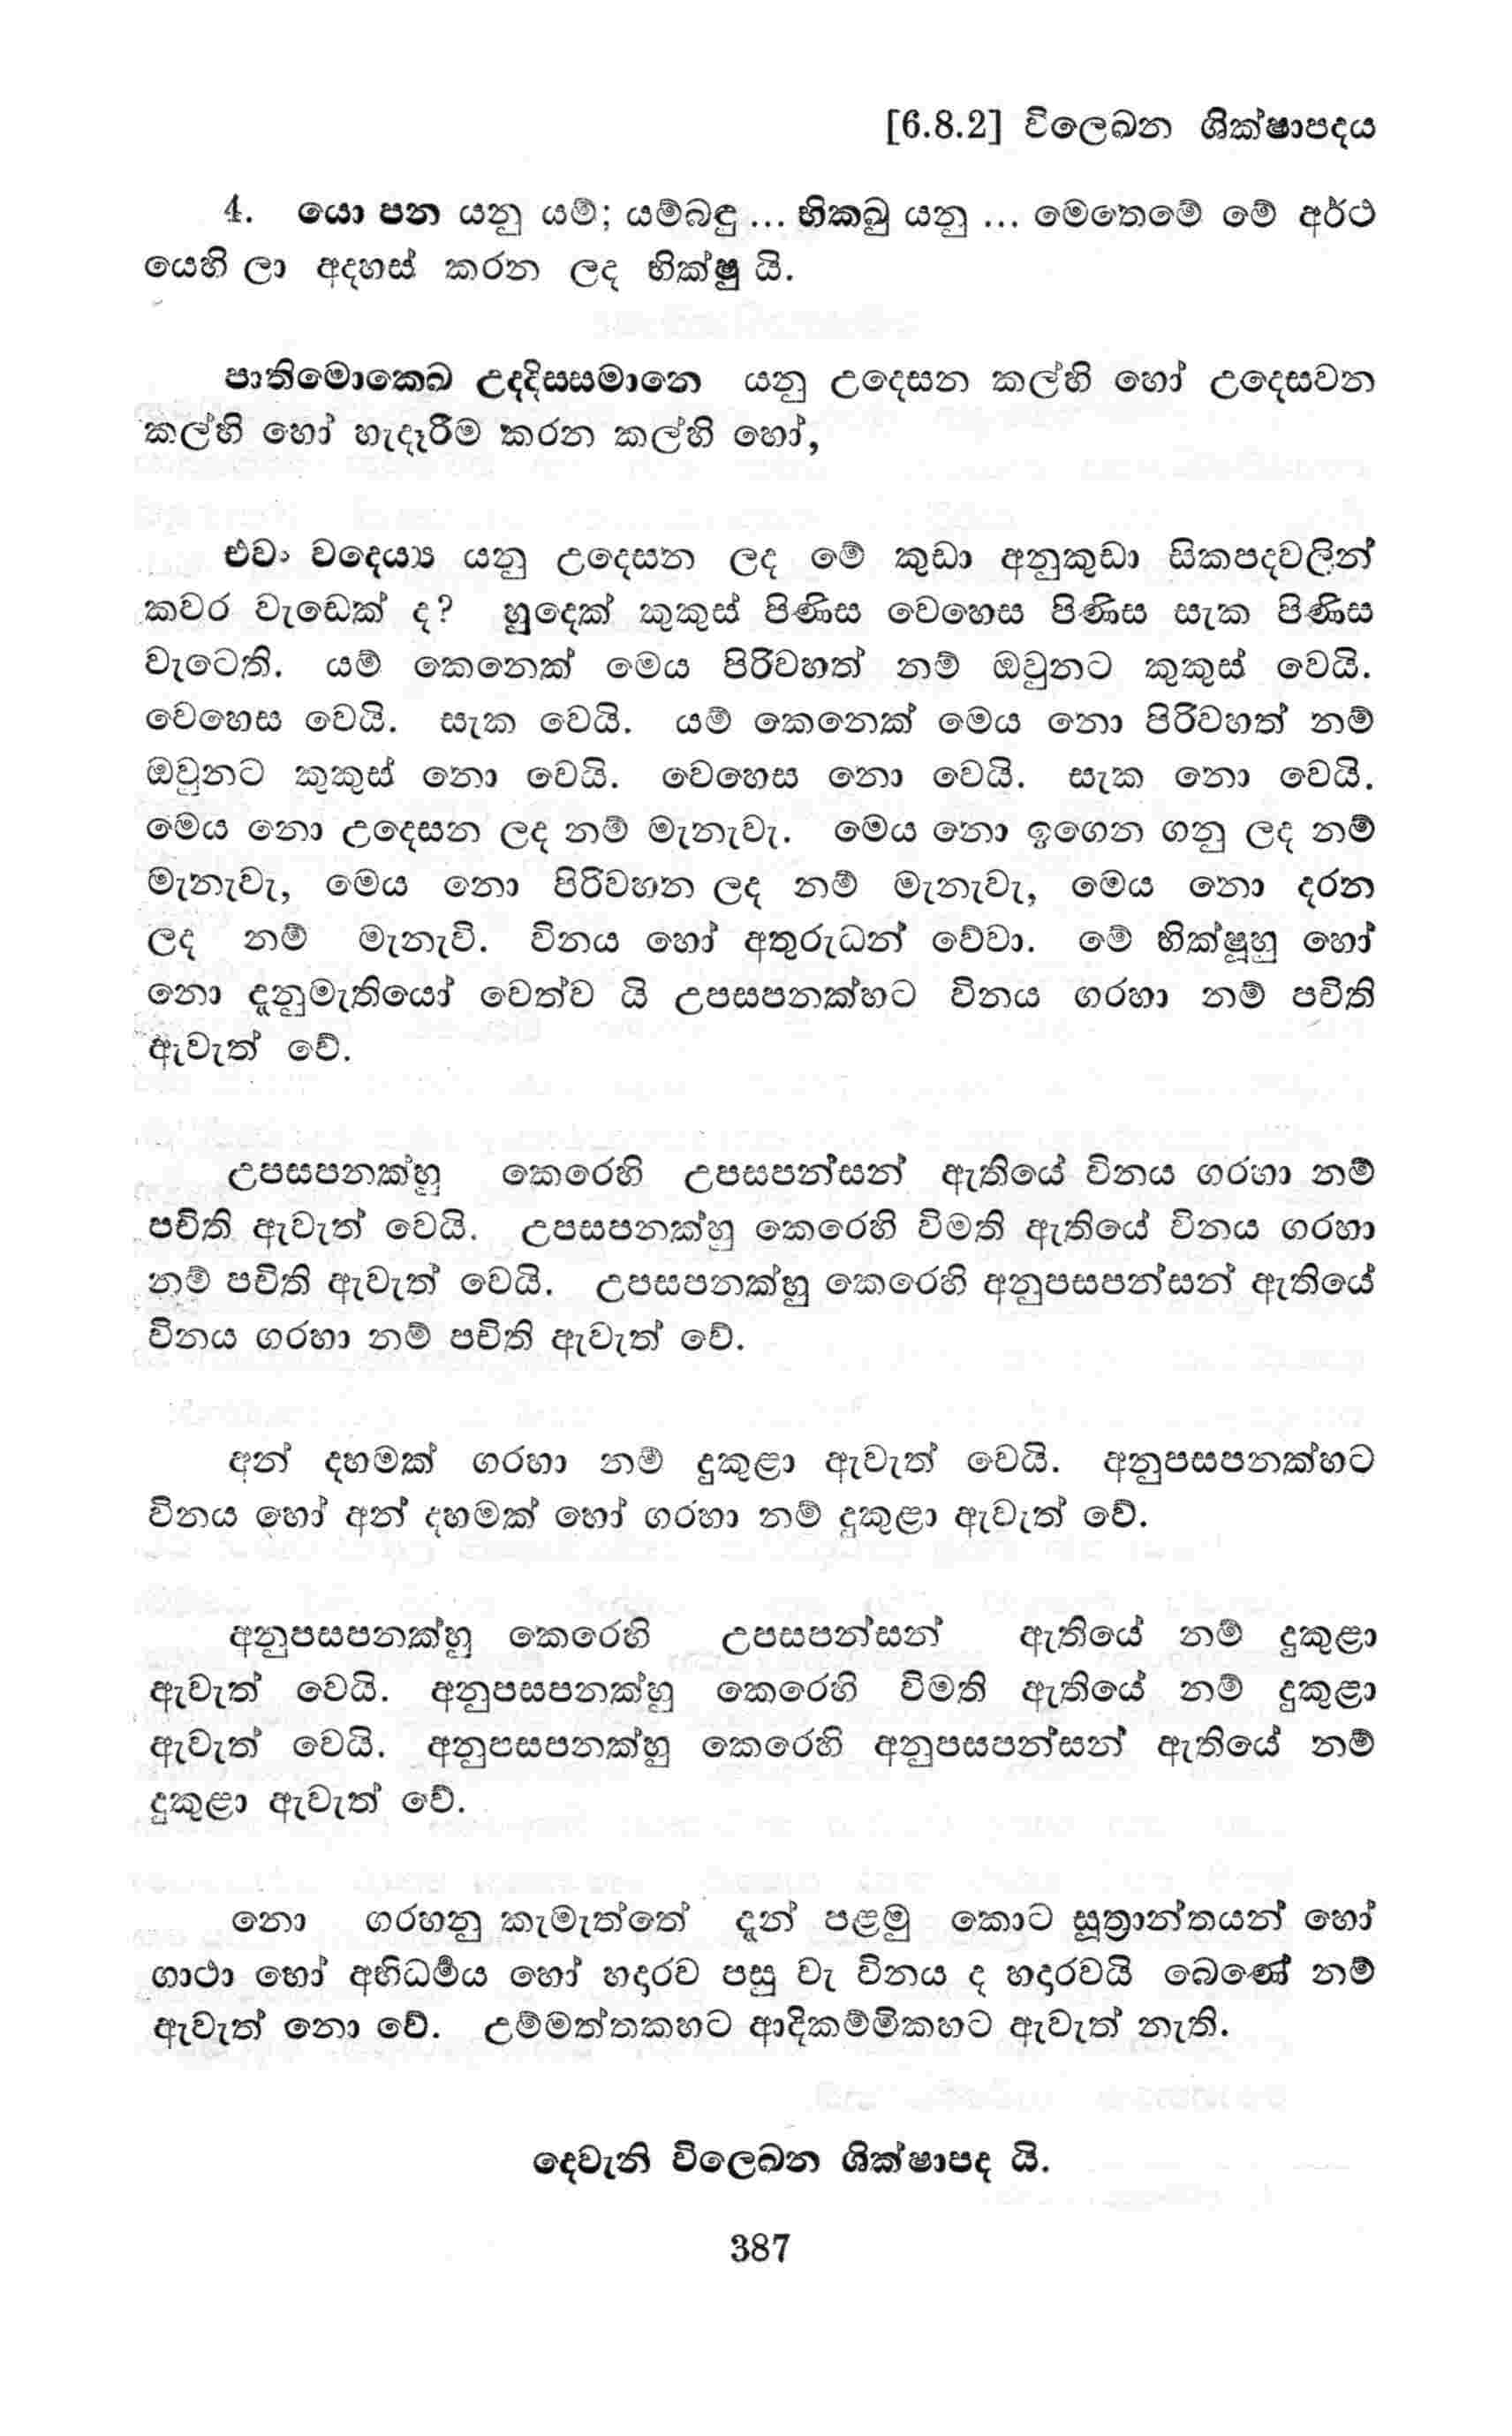 [6.8.2] විලෙඛන ශික්ෂාපදය
4. යො පන යනු යම්; යම්බඳු ... භික‍ඛු යනු ... මෙතෙමේ මේ අර්ථ
යෙහි ලා අදහස් කරන ලද භික්ෂු යි.
පාතිමොක‍ෙඛ උද‍දිස‍සමානෙ යනු උදෙසන කල්හි හෝ උදෙසවන
කල්හි හෝ හැදෑරීම කරන කල්හි හෝ,
එවං වදෙය්‍ය යනු උදෙසන ලද මේ කුඩා අනුකුඩා සිකපදවලින්
කවර වැඩෙක් ද? හුදෙක් කුකුස් පිණිස වෙහෙස පිණිස සැක පිණිස
වැටෙති. යම් කෙනෙක් මෙය පිරිවහත් නම් ඔවුනට කුකුස් වෙයි.
වෙහෙස වෙයි. සැක වෙයි. යම් කෙනෙක් මෙය නො පිරිවහත් නම්
ඔවුනට කුකුස් නො වෙයි. වෙහෙස නො වෙයි. සැක නො වෙයි.
මෙය නො උදෙසන ලද නම් මැනැවැ. මෙය නො ඉගෙන ගනු ලද නම්
මැනැවැ, මෙය නො පිරිවහන ලද නම් මැනැවැ, මෙය නො දරන
ලද නම් මැනැවි. විනය හෝ අතුරුධන් වේවා. මේ භික්ෂූහු හෝ
නො දැනුමැතියෝ වෙත්ව යි උපසපනක්හට විනය ගරහා නම් පචිති
ඇවැත් වේ.
උපසපනක්හු කෙරෙහි උපසපන්සන් ඇතියේ විනය ගරහා නම්
පචිති ඇවැත් වෙයි. උපසපනක්හු කෙරෙහි විමති ඇතියේ විනය ගරහා
නම් පචිති ඇවැත් වෙයි. උපසපනක්හු කෙරෙහි අනුපසපන්සන් ඇතියේ
විනය ගරහා නම් පචිති ඇවැත් වේ.
අන් දහමක් ගරහා නම් දුකුළා ඇවැත් වෙයි. අනුපසපනක්හට
විනය හෝ අන් දහමක් හෝ ගරහා නම් දුකුළා ඇවැත් වේ.
අනුපසපනක්හු කෙරෙහි උපසපන්සන් ඇතියේ නම් දුකුළා
ඇවැත් වෙයි. අනුපසපනක්හු කෙරෙහි විමති ඇතියේ නම් දුකුළා
ඇවැත් වෙයි. අනුපසපනක්හු කෙරෙහි අනුපසපන්සන් ඇතියේ නම්
දුකුළා ඇවැත් වේ.
නො ගරහනු කැමැත්තේ දැන් පළමු කොට සූත්‍රාන්තයන් හෝ
ගාථා හෝ අභිධර්‍මය හෝ හදාරව පසු වැ විනය ද හදාරවයි බෙණේ නම්
ඇවැත් නො වේ. උම්මත්තකහට ආදිකම්මිකහට ඇවැත් නැති.
දෙවැනි විලෙඛන ශික්ෂාපද යි.
387